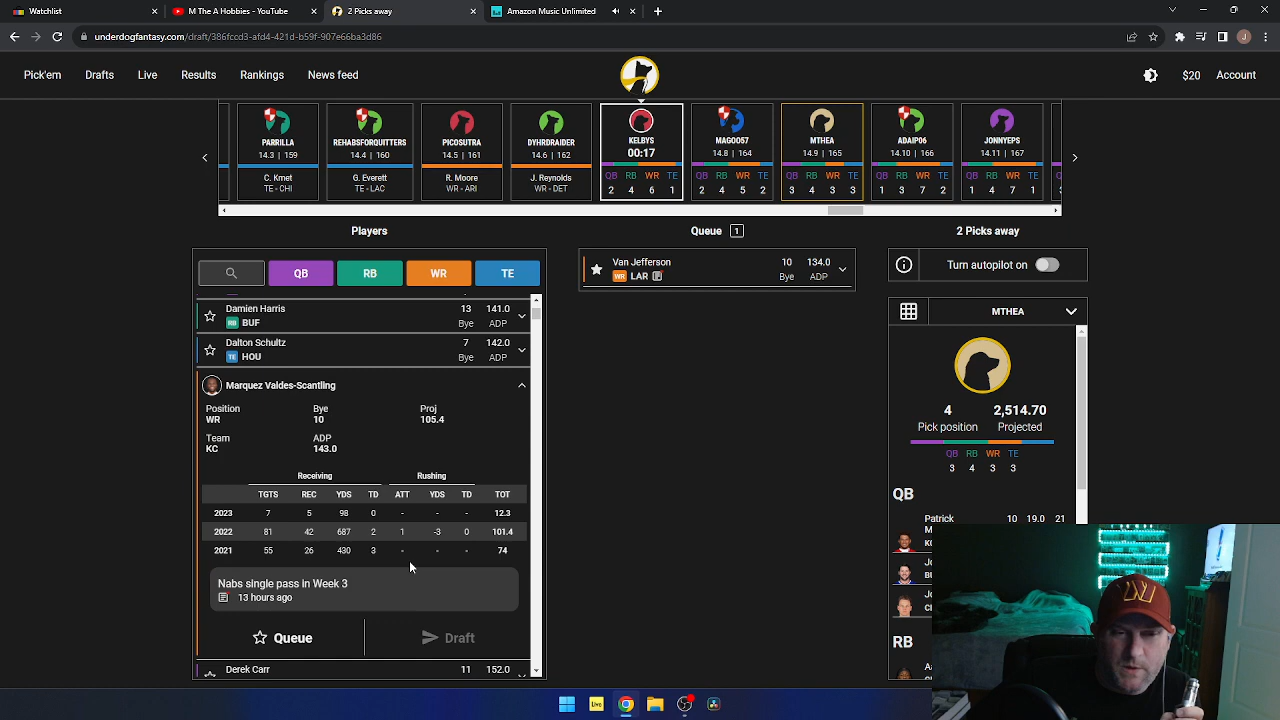 Watchlist
M The A Hobbies - YouTube
2 Picks away
Amazon Music Unlimited
underdogfantasy.com/draft/386fccd3-afd4-421d-b59f-907e66ba3d86
J
Pick'em
Drafts
Live
Results
Rankings
News feed
$20
Account
PARRILLA
14.3 | 159
C. Kmet
TE - CHI
REHABSFORQUITTERS
14.4 | 160
G. Everett
TE - LAC
PICOSUTRA
14.5 | 161
R. Moore
WR - ARI
DYHRDRAIDER
14.6 | 162
J. Reynolds
WR - DET
KELBYS
00:17
QB RB WR TE
2 4 6 1
MAGOO57
14.8 | 164
QB RB WR TE
2 4 5 2
MTHEA
14.9 | 165
QB RB WR TE
3 4 3 3
ADAIP06
14.10 | 166
QB RB WR TE
1 3 7 2
JONNYEPS
14.11 | 167
QB RB WR TE
1 4 7 1
Players
QB
RB
WR
TE
Damien Harris 13 141.0
RB BUF Bye ADP
Dalton Schultz 7 142.0
TE HOU Bye ADP
Marquez Valdes-Scantling
Position Bye Proj
WR 10 105.4
Team ADP
KC 143.0
Receiving Rushing
TGTS REC YDS TD ATT YDS TD TOT
2023 7 5 98 0 - - - 12.3
2022 81 42 687 2 1 -3 0 101.4
2021 55 26 430 3 - - - 74
Nabs single pass in Week 3
13 hours ago
Queue
Draft
Derek Carr 11 152.0
Queue 1
Van Jefferson 10 134.0
WR LAR Bye ADP
2 Picks away
Turn autopilot on
MTHEA
4 2,514.70
Pick position Projected
QB RB WR TE
3 4 3 3
QB
Patrick 10 19.0 21
RB
Live